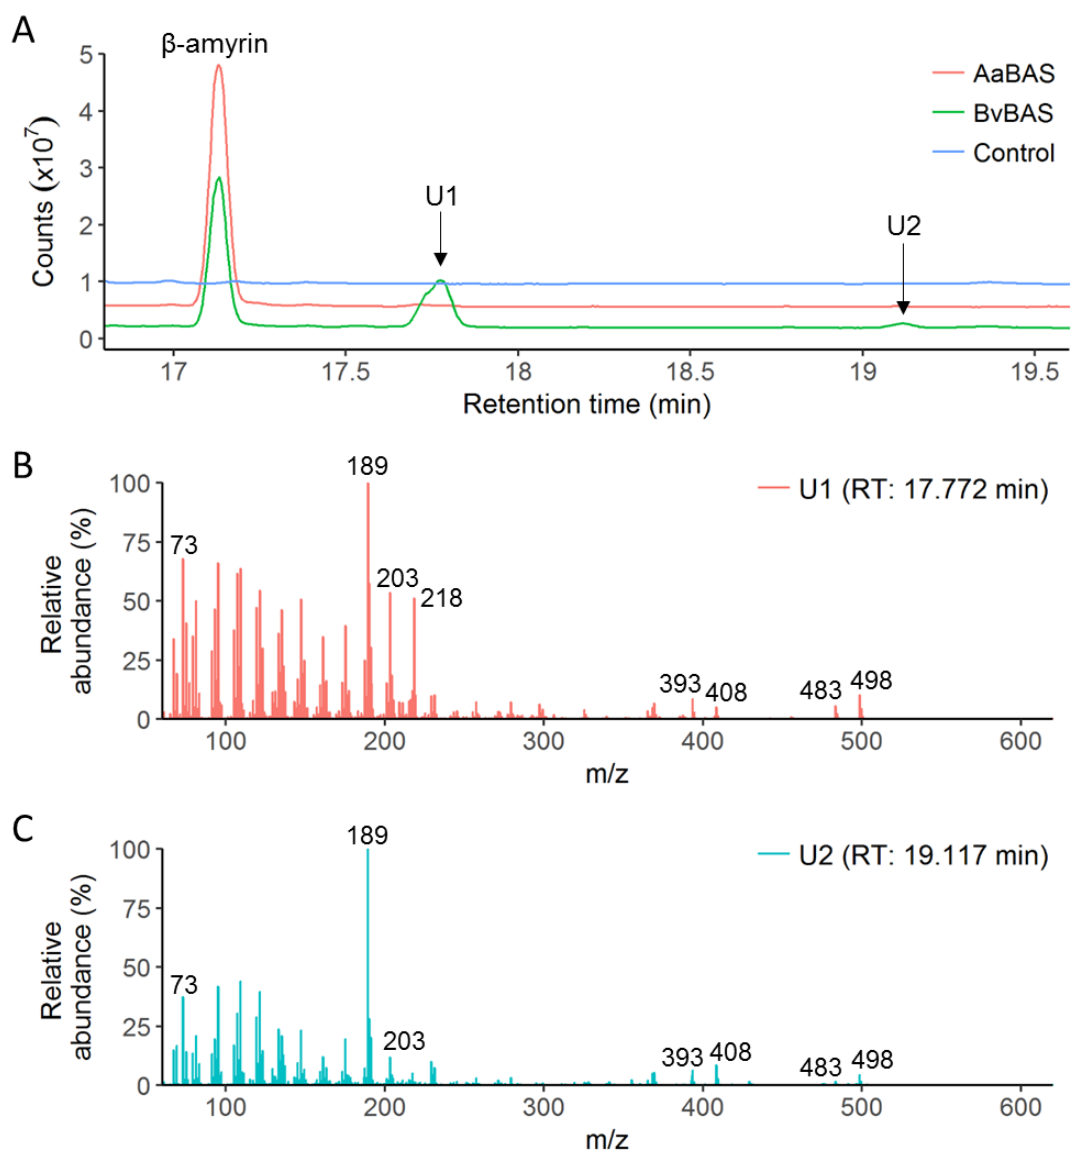 A
β-amyrin
AaBAS
BvBAS
Control
U1
U2
Counts (x10⁷)
5
4
3
2
1
0
17
17.5
18
18.5
19
19.5
Retention time (min)
B
U1 (RT: 17.772 min)
Relative
abundance (%)
100
75
50
25
0
73
189
203
218
393
408
483
498
100
200
300
400
500
600
m/z
C
U2 (RT: 19.117 min)
Relative
abundance (%)
100
75
50
25
0
73
189
203
393
408
483
498
100
200
300
400
500
600
m/z